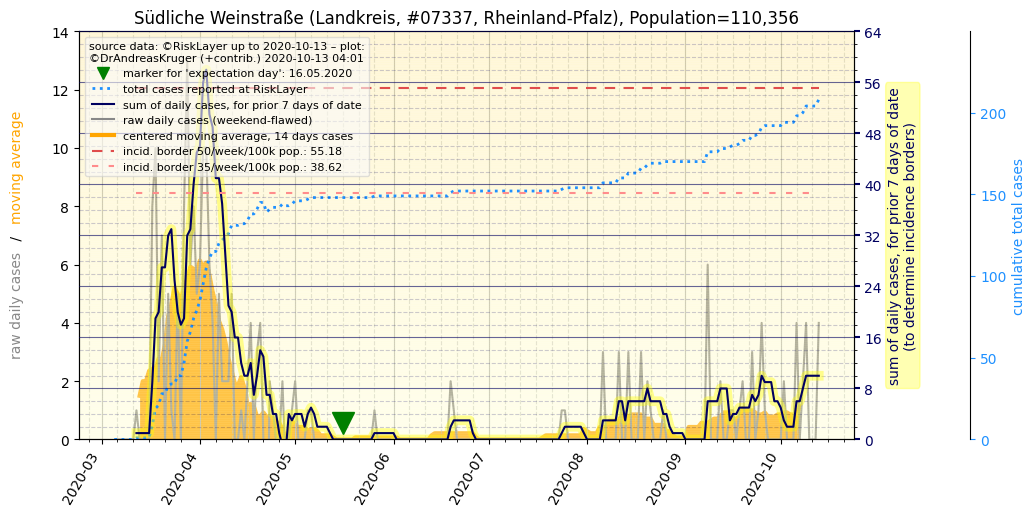 Südliche Weinstraße (Landkreis, #07337, Rheinland-Pfalz), Population=110,356
source data: ©RiskLayer up to 2020-10-13 – plot:
©DrAndreasKruger (+contrib.) 2020-10-13 04:01
marker for 'expectation day': 16.05.2020
total cases reported at RiskLayer
sum of daily cases, for prior 7 days of date
raw daily cases (weekend-flawed)
centered moving average, 14 days cases
incid. border 50/week/100k pop.: 55.18
incid. border 35/week/100k pop.: 38.62
raw daily cases / moving average
14
12
10
8
6
4
2
0
2020-03
2020-04
2020-05
2020-06
2020-07
2020-08
2020-09
2020-10
64
56
48
40
32
24
16
8
0
sum of daily cases, for prior 7 days of date
(to determine incidence borders)
200
150
100
50
0
cumulative total cases